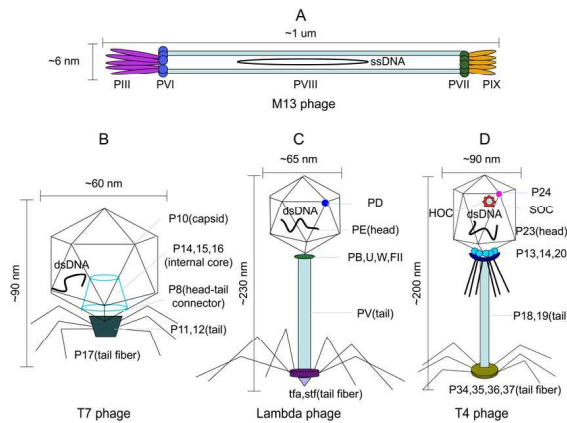 A
~1 um
~6 nm
ssDNA
PIII
PVI
PVIII
PVII
PIX
M13 phage
B
~60 nm
~90 nm
dsDNA
P10(capsid)
P14,15,16
(internal core)
P8(head-tail
connector)
P11,12(tail)
P17(tail fiber)
T7 phage
C
~65 nm
~230 nm
dsDNA
PD
PE(head)
PB,U,W,FII
PV(tail)
tfa,stf(tail fiber)
Lambda phage
D
~90 nm
~200 nm
P24
HOC
SOC
dsDNA
P23(head)
P13,14,20
P18,19(tail
P34,35,36,37(tail fiber)
T4 phage